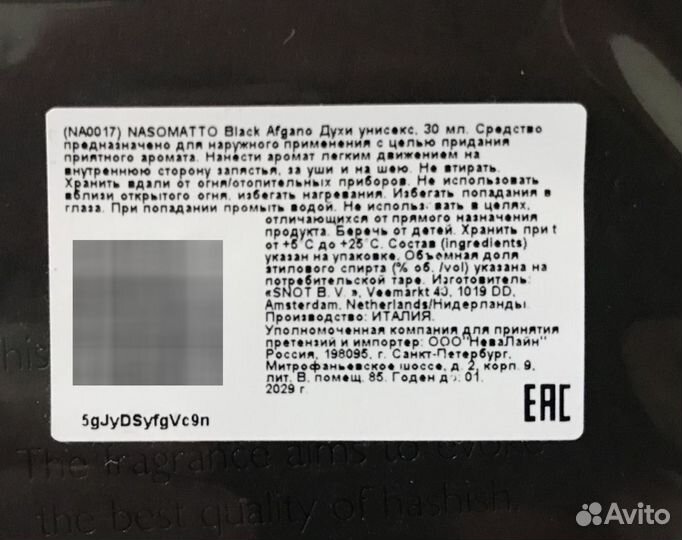 (NA0017) NASOMATTO Black Afgano Духи унисекс, 30 мл. Средство
предназначено для наружного применения с целью придания
приятного аромата. Нанести аромат легким движением на
внутреннюю сторону запястья, за уши и на шею. Не втирать.
Хранить вдали от огня/отопительных приборов. Не использовать
вблизи открытого огня, избегать нагревания. Избегать попадания в
глаза. При попадании промыть водой. Не использовать в целях,
отличающихся от прямого назначения
продукта. Беречь от детей. Хранить при t
от +5°С до +25°С. Состав (ingredients)
указан на упаковке. Объемная доля
этилового спирта (% об. /vol) указана на
потребительской таре. Изготовитель:
«SNOT B. V. », Veemarkt 40, 1019 DD,
Amsterdam, Netherlands/Нидерланды.
Производство: ИТАЛИЯ.
Уполномоченная компания для принятия
претензий и импортер: ООО"НеваЛайн"
Россия, 198095, г. Санкт-Петербург,
Митрофаньевское шоссе, д. 2, корп. 9,
лит. В, помещ. 85. Годен до: 01.
2029 г.
5gJyDSyfgVc9n
EAC
The fragrance aims to evoke
the best quality of hashish.
Avito